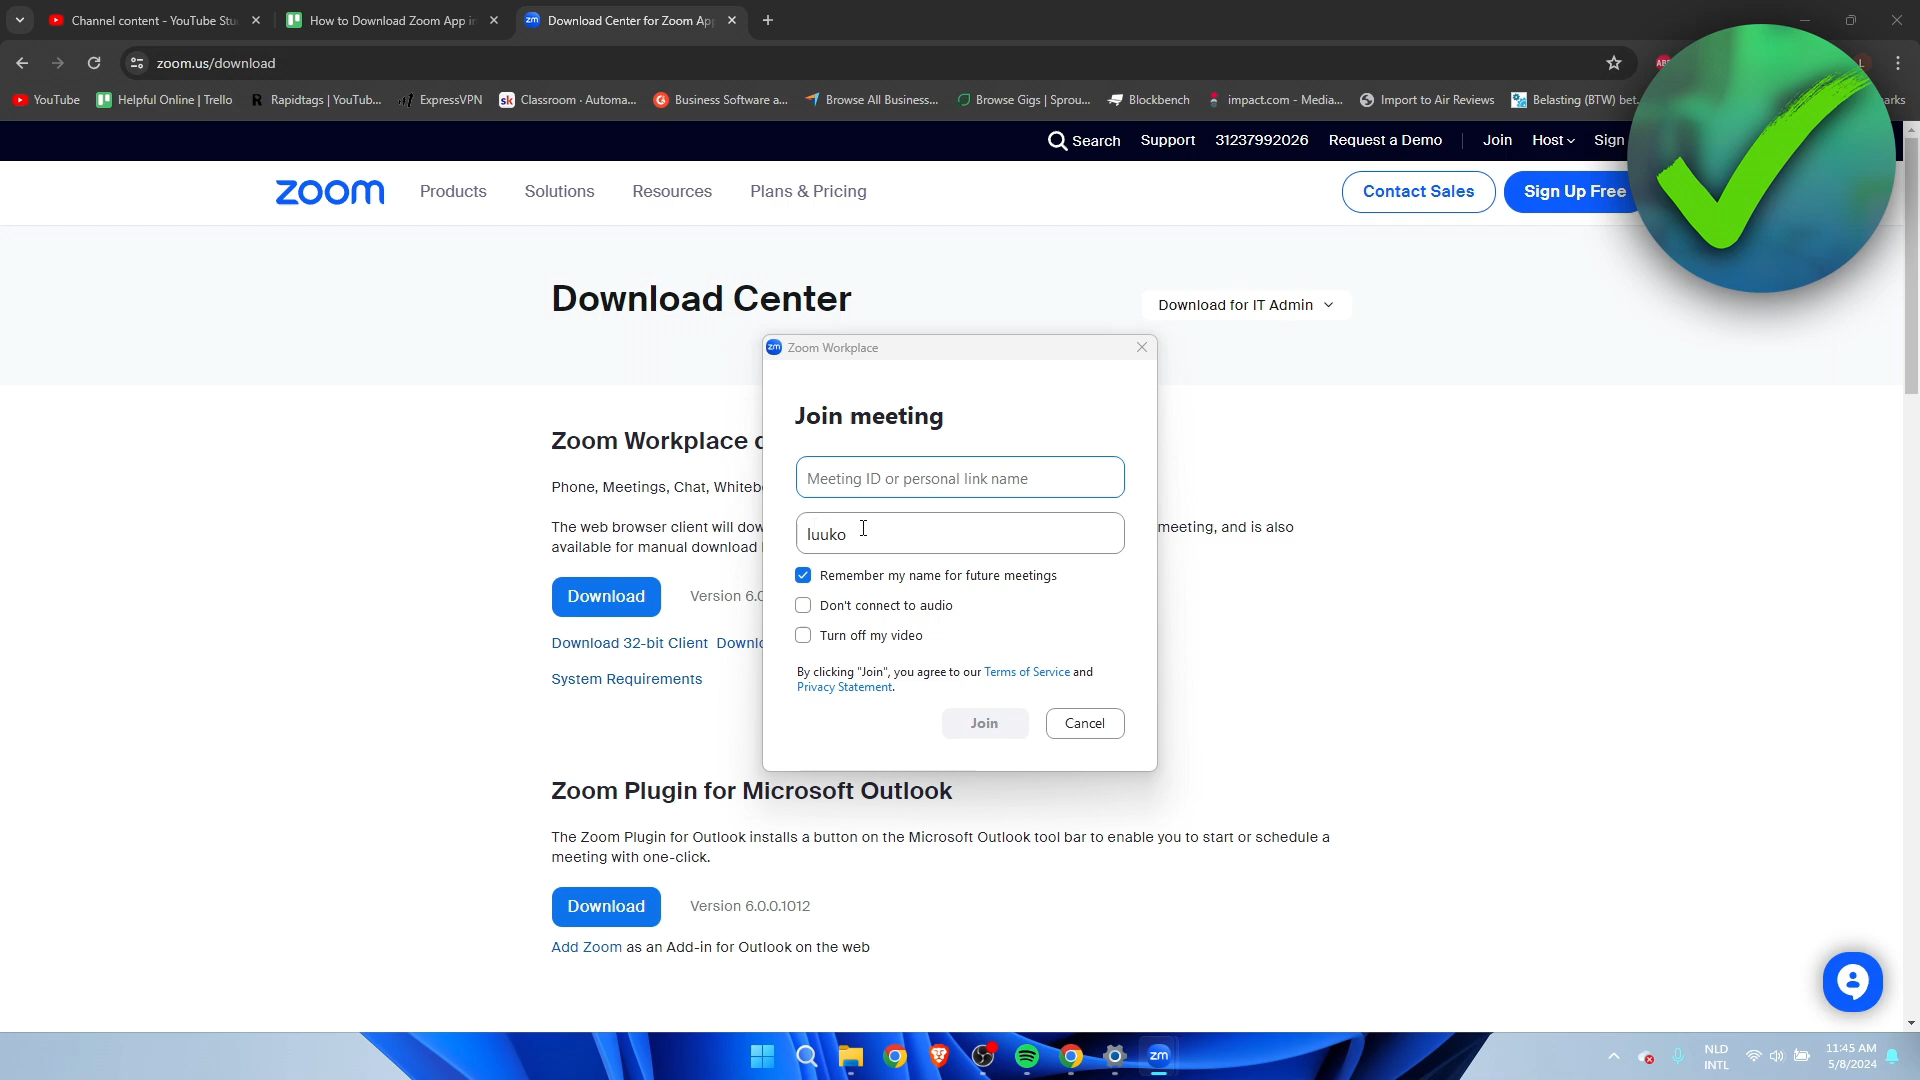 Channel content - YouTube Stu
How to Download Zoom App in
Download Center for Zoom App
zoom.us/download
YouTube
Helpful Online | Trello
Rapidtags | YouTub...
ExpressVPN
Classroom - Automa...
Business Software a...
Browse All Business...
Browse Gigs | Sprou...
Blockbench
impact.com - Media...
Import to Air Reviews
Belasting (BTW) bet.
arks
Search
Support
31237992026
Request a Demo
Join
Host
Sign
zoom
Products
Solutions
Resources
Plans & Pricing
Contact Sales
Sign Up Free
Download Center
Download for IT Admin
Zoom Workplace
Join meeting
Zoom Workplace d
Meeting ID or personal link name
Phone, Meetings, Chat, Whiteb
The web browser client will dow
meeting, and is also
available for manual download
luuko
Remember my name for future meetings
Download
Version 6.0
Don't connect to audio
Turn off my video
Download 32-bit Client
Downlo
System Requirements
By clicking "Join", you agree to our Terms of Service and
Privacy Statement.
Join
Cancel
Zoom Plugin for Microsoft Outlook
The Zoom Plugin for Outlook installs a button on the Microsoft Outlook tool bar to enable you to start or schedule a
meeting with one-click.
Download
Version 6.0.0.1012
Add Zoom as an Add-in for Outlook on the web
zm
NLD
INTL
11:45 AM
5/8/2024